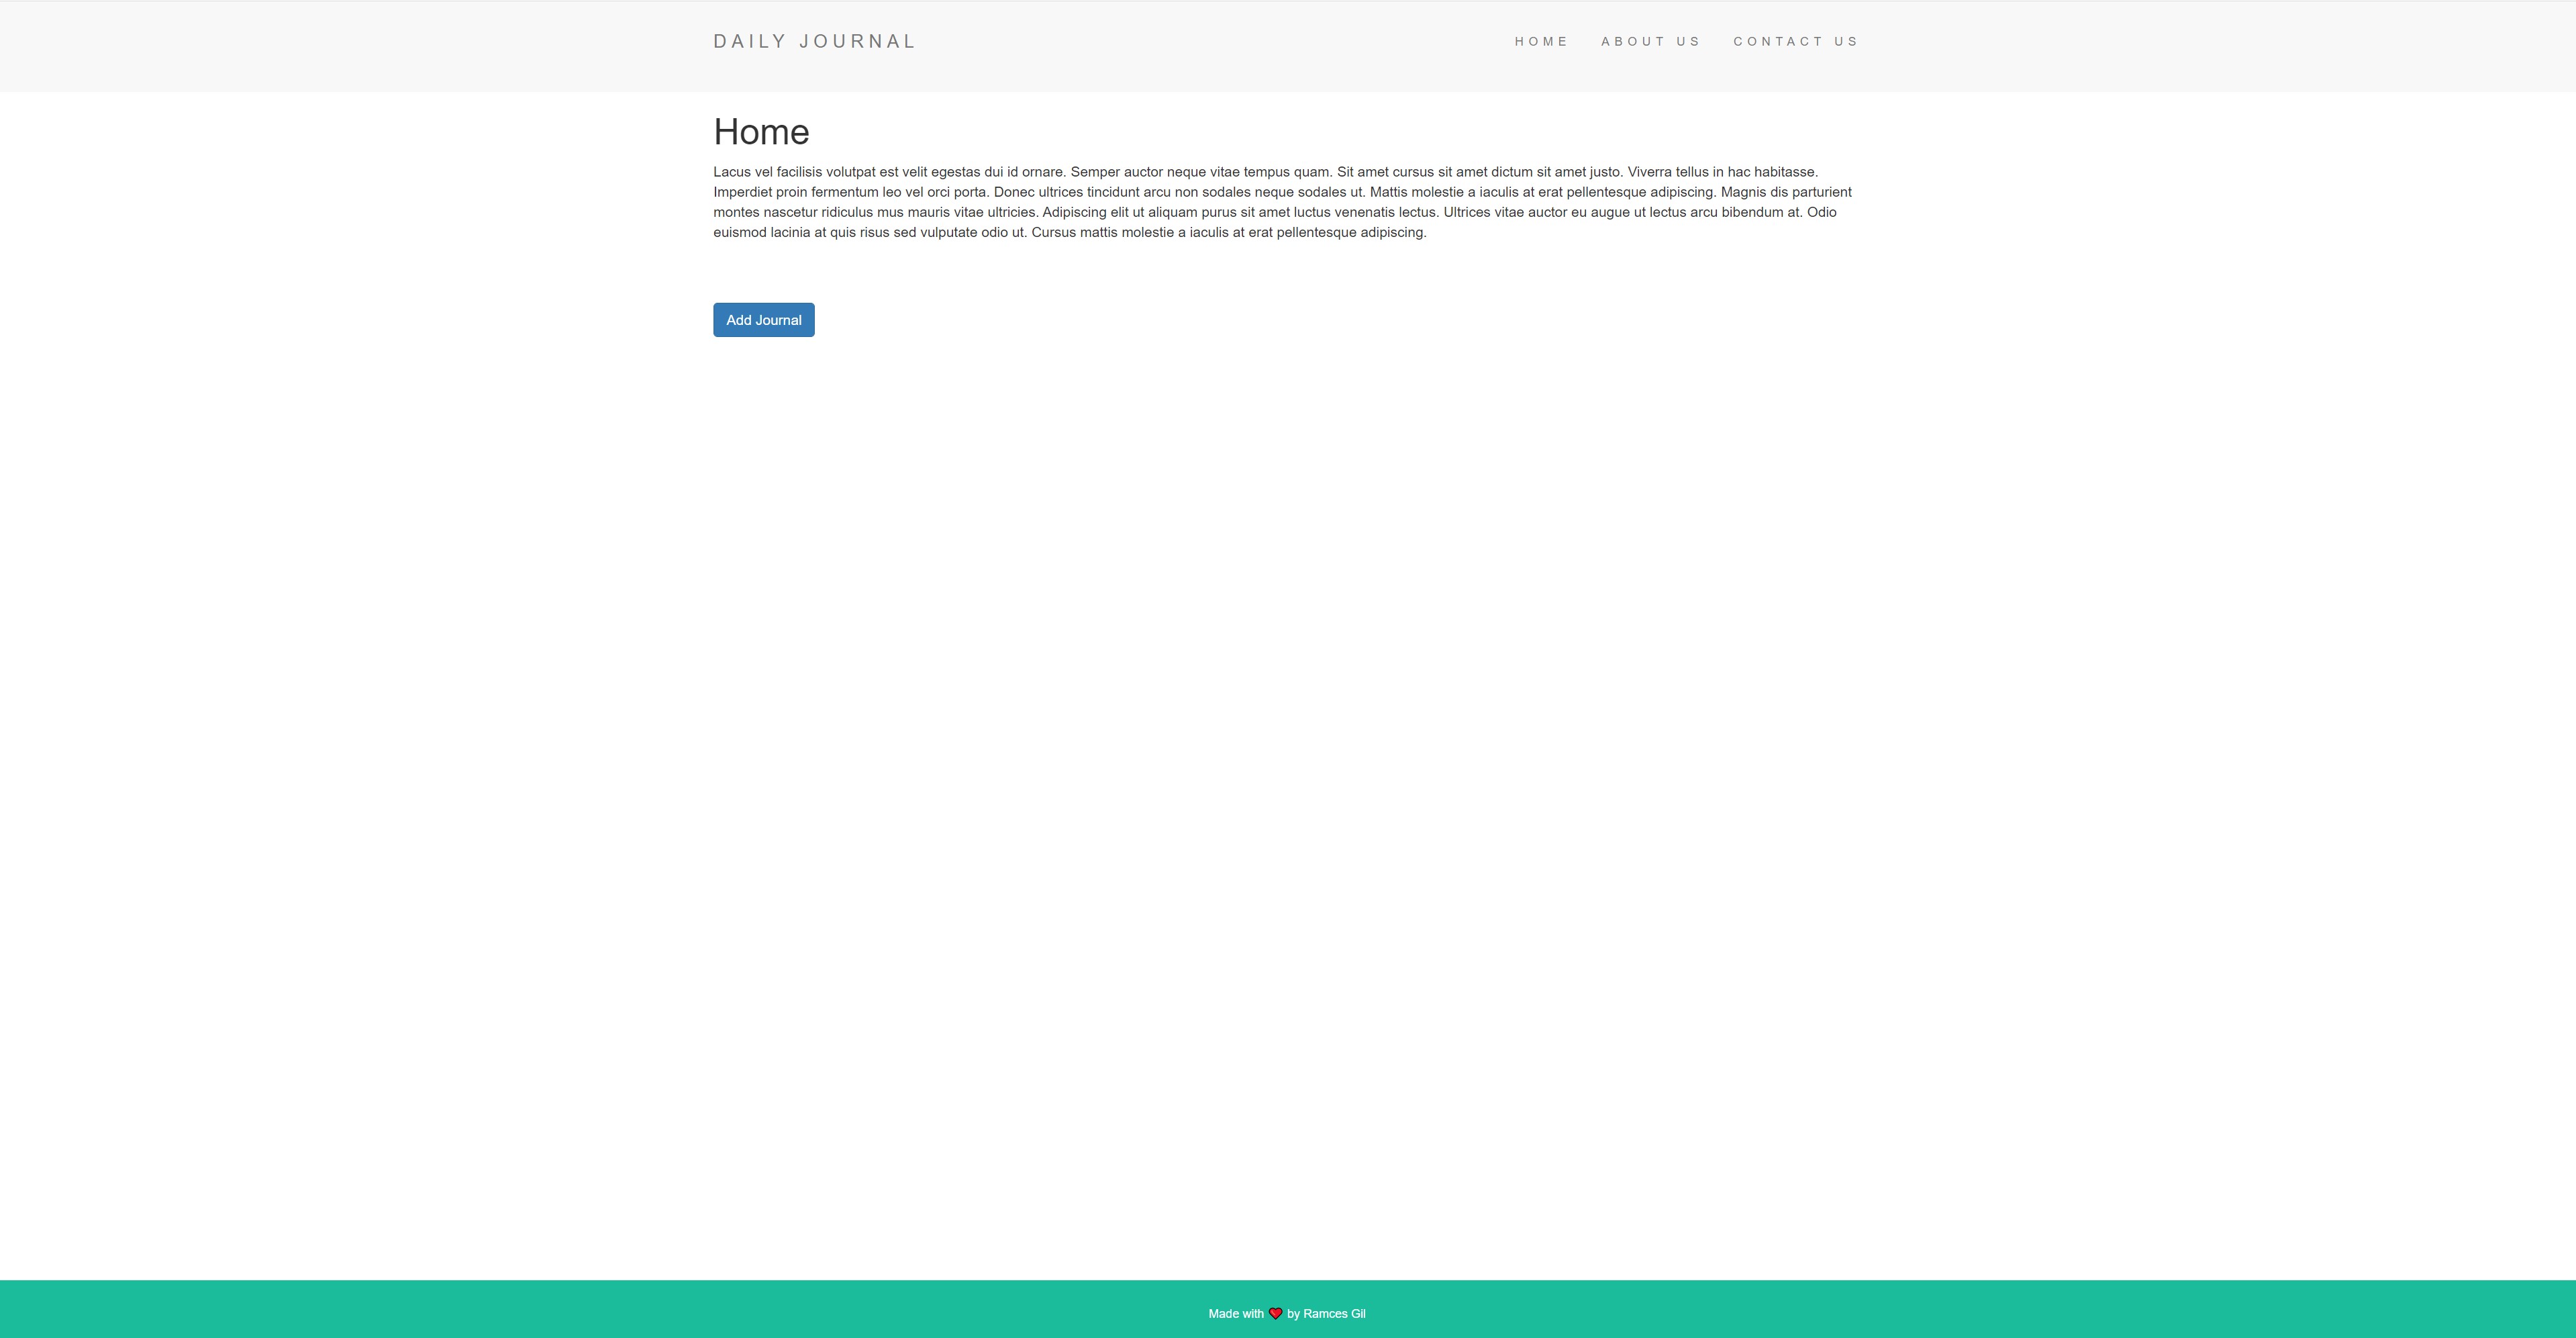 DAILY JOURNAL
HOME ABOUT US CONTACT US
Home
Lacus vel facilisis volutpat est velit egestas dui id ornare. Semper auctor neque vitae tempus quam. Sit amet cursus sit amet dictum sit amet justo. Viverra tellus in hac habitasse.
Imperdiet proin fermentum leo vel orci porta. Donec ultrices tincidunt arcu non sodales neque sodales ut. Mattis molestie a iaculis at erat pellentesque adipiscing. Magnis dis parturient
montes nascetur ridiculus mus mauris vitae ultricies. Adipiscing elit ut aliquam purus sit amet luctus venenatis lectus. Ultrices vitae auctor eu augue ut lectus arcu bibendum at. Odio
euismod lacinia at quis risus sed vulputate odio ut. Cursus mattis molestie a iaculis at erat pellentesque adipiscing.
Add Journal
Made with ❤️ by Ramces Gil